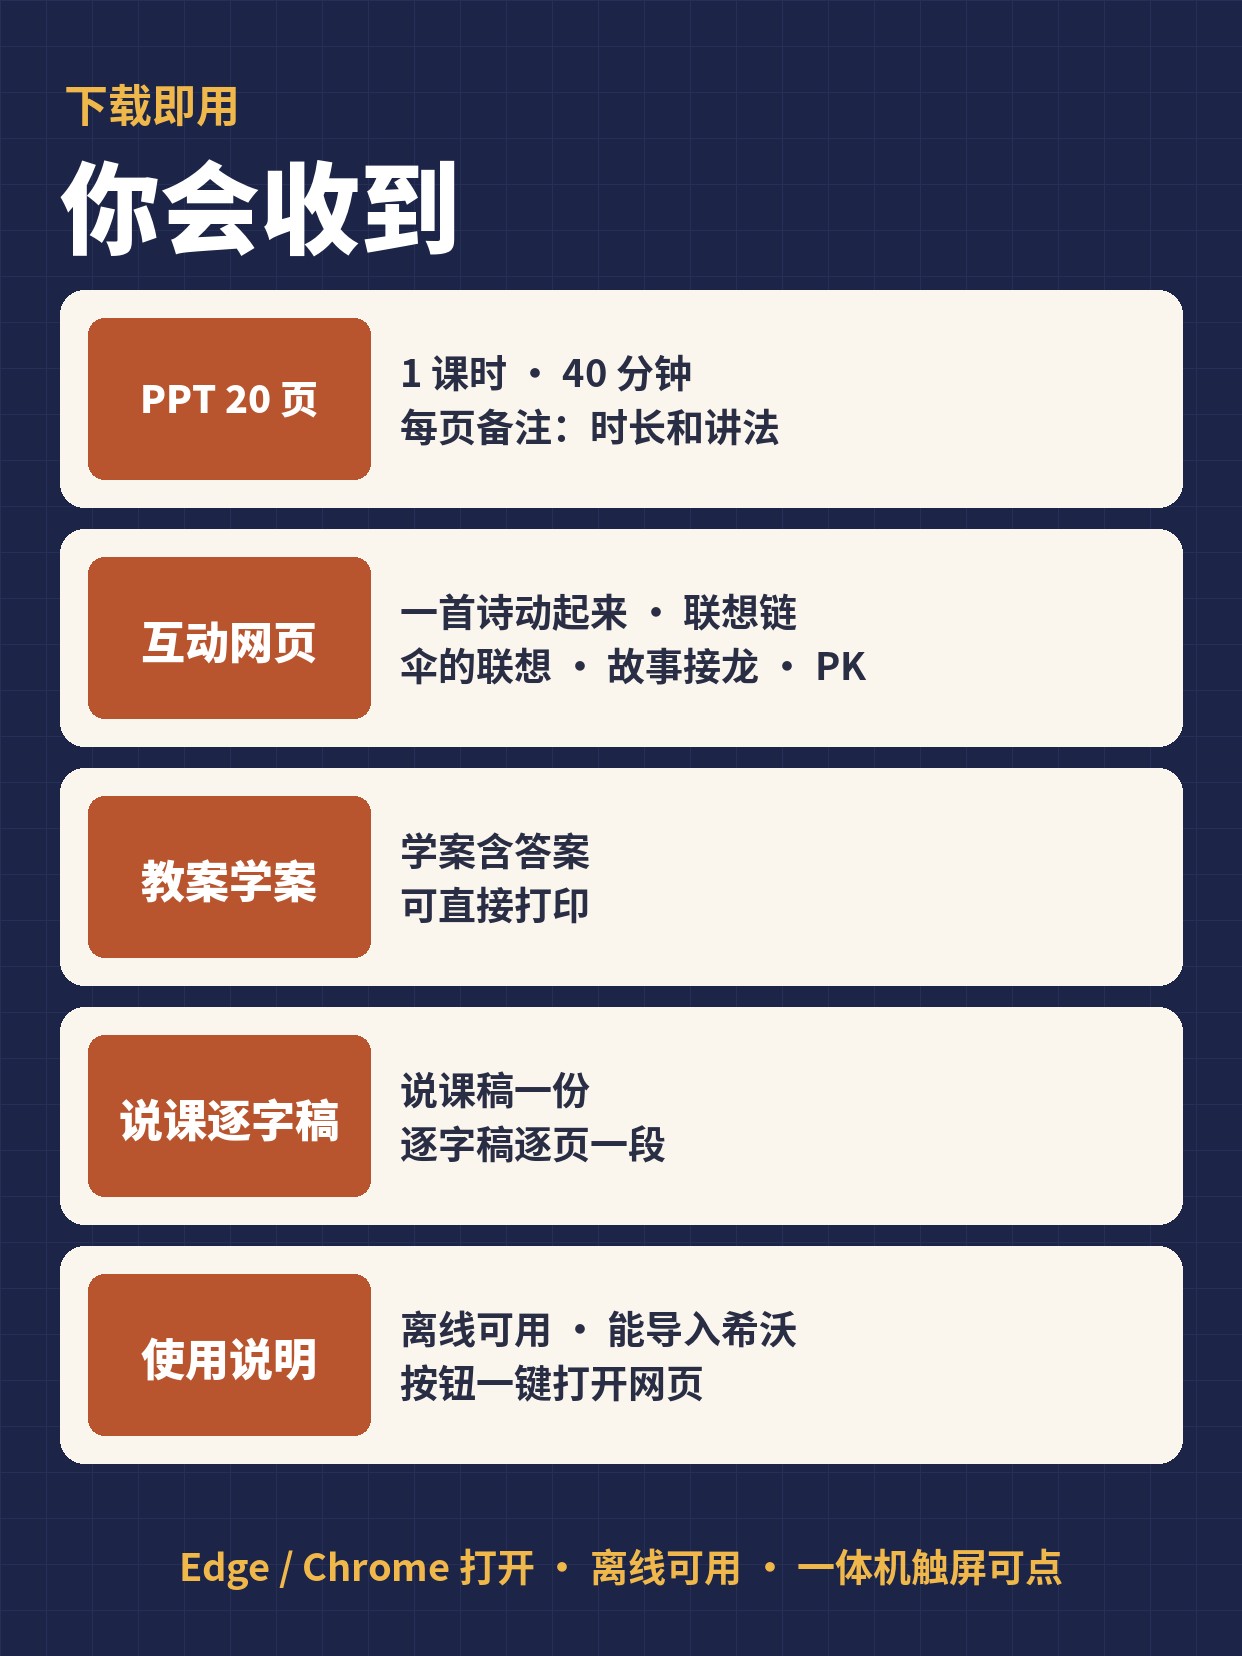 下载即用
你会收到
PPT 20 页
1 课时 · 40 分钟
每页备注：时长和讲法
互动网页
一首诗动起来 · 联想链
伞的联想 · 故事接龙 · PK
教案学案
学案含答案
可直接打印
说课逐字稿
说课稿一份
逐字稿逐页一段
使用说明
离线可用 · 能导入希沃
按钮一键打开网页
Edge / Chrome 打开 · 离线可用 · 一体机触屏可点